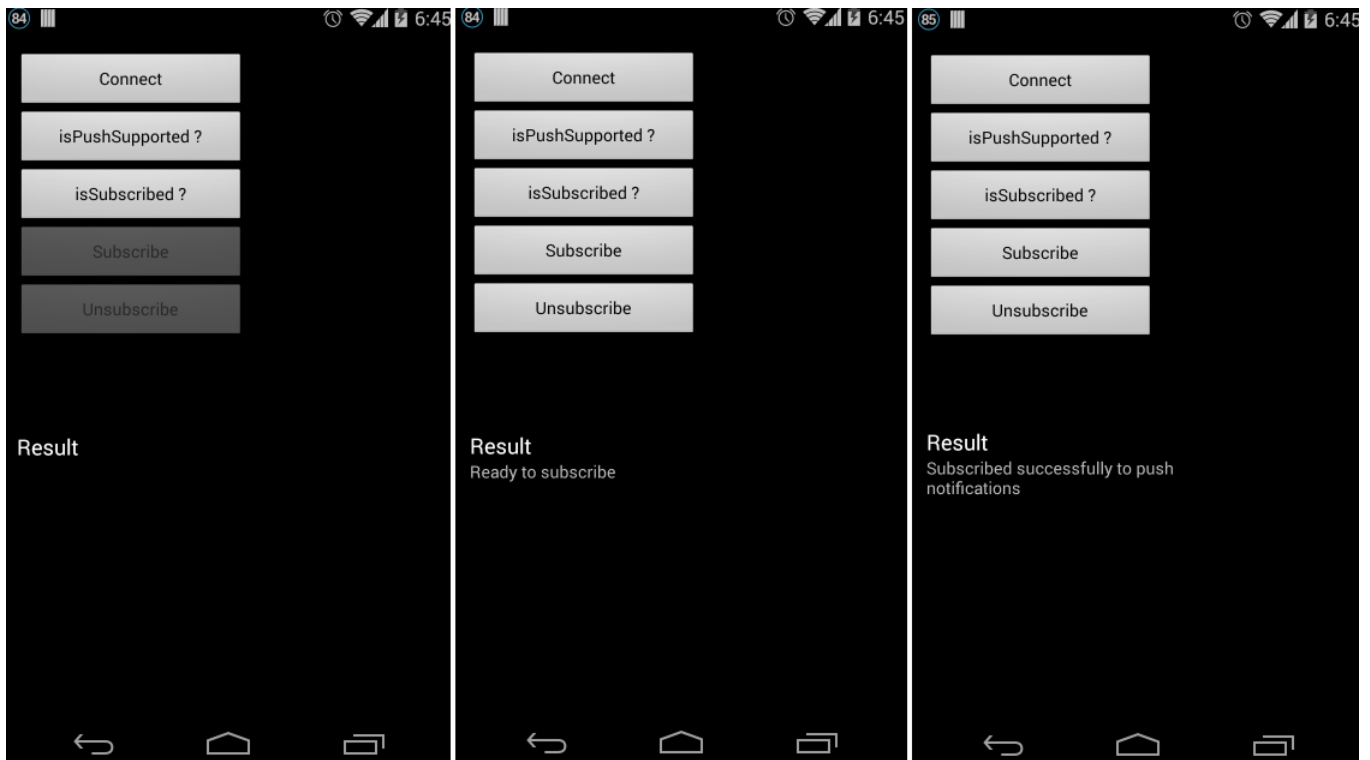 84 6:45
Connect
isPushSupported ?
isSubscribed ?
Subscribe
Unsubscribe
Result
84 6:45
Connect
isPushSupported ?
isSubscribed ?
Subscribe
Unsubscribe
Result
Ready to subscribe
85 6:45
Connect
isPushSupported ?
isSubscribed ?
Subscribe
Unsubscribe
Result
Subscribed successfully to push
notifications